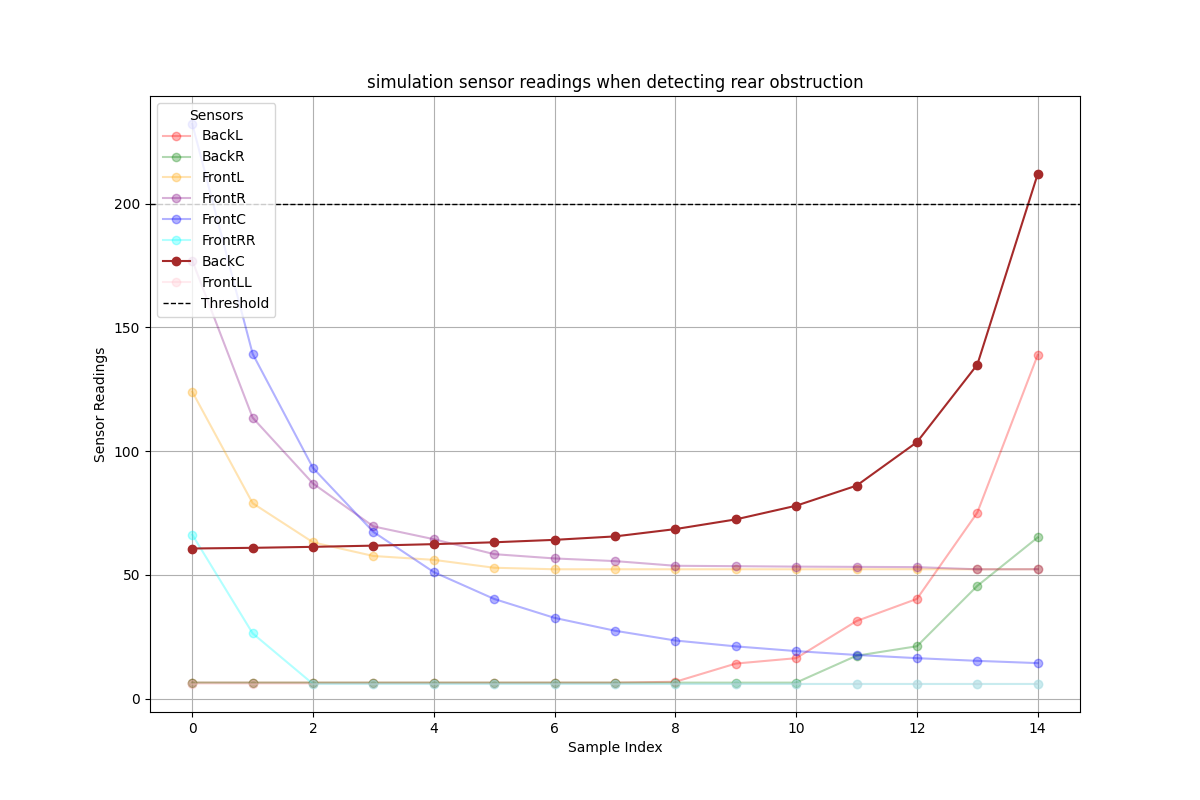 simulation sensor readings when detecting rear obstruction
Sensors
BackL
BackR
FrontL
FrontR
FrontC
FrontRR
BackC
FrontLL
Threshold
200
150
100
50
0
Sensor Readings
0 2 4 6 8 10 12 14
Sample Index